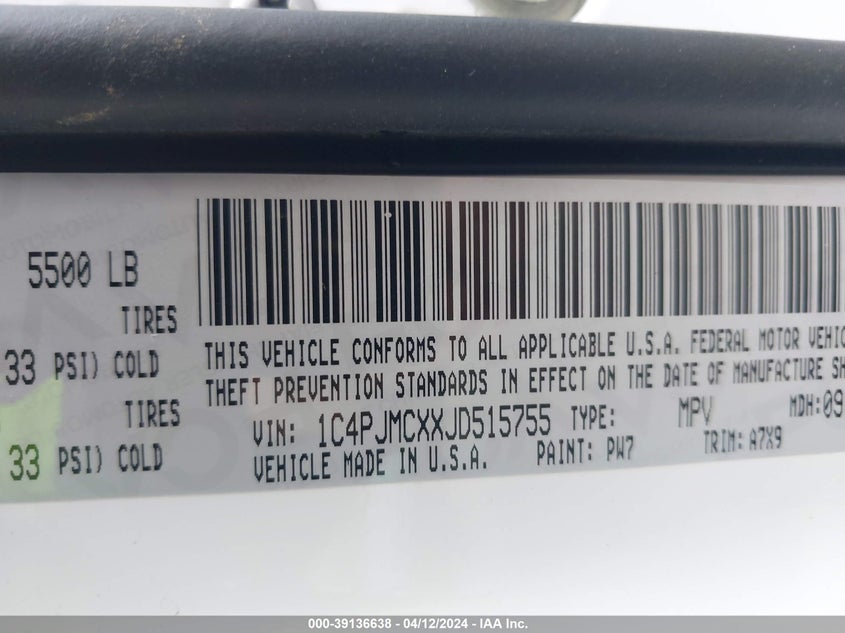 5500 LB
TIRES
33 PSI) COLD
TIRES
33 PSI) COLD
THIS VEHICLE CONFORMS TO ALL APPLICABLE U.S.A. FEDERAL MOTOR VEHIC
THEFT PREVENTION STANDARDS IN EFFECT ON THE DATE OF MANUFACTURE SH
VIN: 1C4PJMCXXJD515755 TYPE: MPV MDH:09
VEHICLE MADE IN U.S.A. PAINT: PW7 TRIM: A7X9
000-39136638 - 04/12/2024 - IAA Inc.